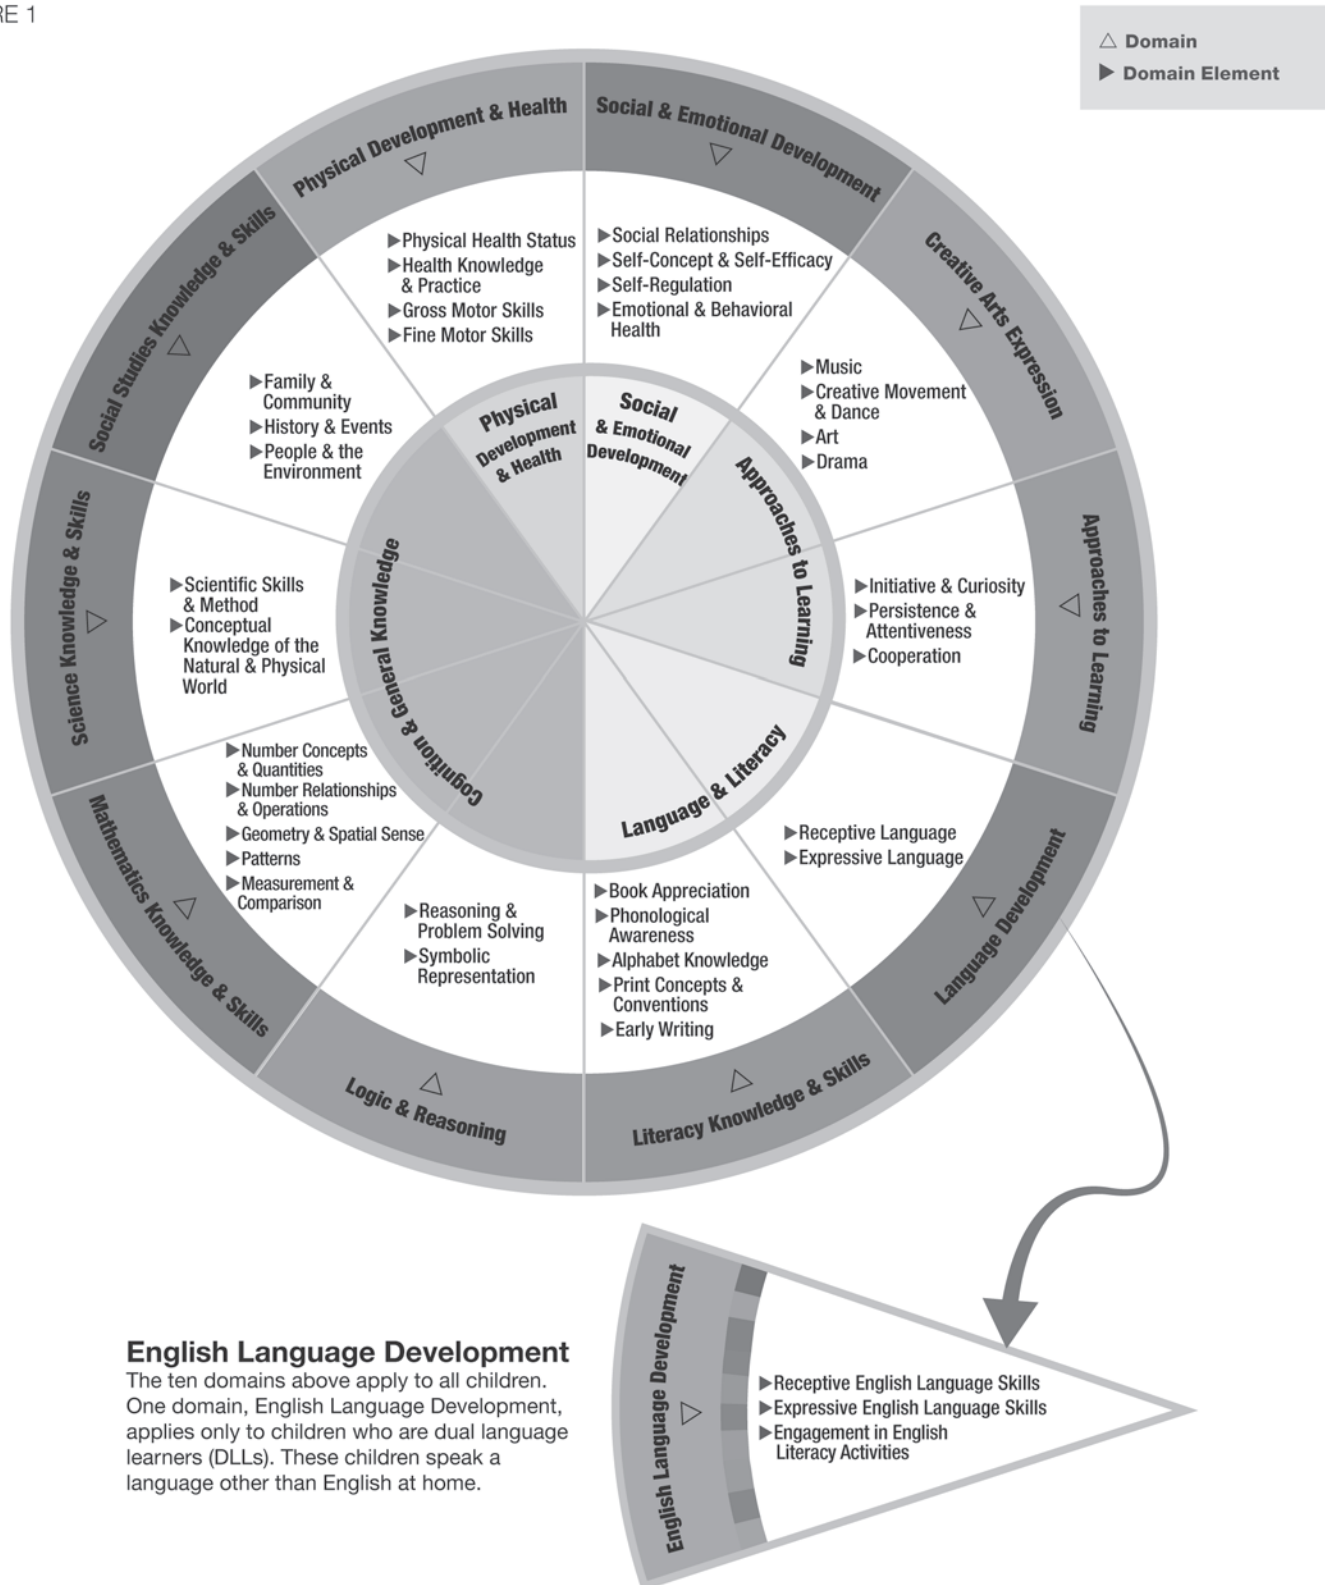 RE 1
△ Domain
▶ Domain Element
Physical Development & Health
▶Physical Health Status
▶Health Knowledge
& Practice
▶Gross Motor Skills
▶Fine Motor Skills
Social & Emotional Development
▶Social Relationships
▶Self-Concept & Self-Efficacy
▶Self-Regulation
▶Emotional & Behavioral
Health
Creative Arts Expression
▶Music
▶Creative Movement
& Dance
▶Art
▶Drama
Approaches to Learning
▶Initiative & Curiosity
▶Persistence &
Attentiveness
▶Cooperation
Language Development
▶Receptive Language
▶Expressive Language
Literacy Knowledge & Skills
▶Book Appreciation
▶Phonological
Awareness
▶Alphabet Knowledge
▶Print Concepts &
Conventions
▶Early Writing
Logic & Reasoning
▶Reasoning &
Problem Solving
▶Symbolic
Representation
Mathematics Knowledge & Skills
▶Number Concepts
& Quantities
▶Number Relationships
& Operations
▶Geometry & Spatial Sense
▶Patterns
▶Measurement &
Comparison
Science Knowledge & Skills
▶Scientific Skills
& Method
▶Conceptual
Knowledge of the
Natural & Physical
World
Social Studies Knowledge & Skills
▶Family &
Community
▶History & Events
▶People & the
Environment
Physical
Development
& Health
Social
& Emotional
Development
Approaches to Learning
Language & Literacy
Cognition & General Knowledge
English Language Development
The ten domains above apply to all children.
One domain, English Language Development,
applies only to children who are dual language
learners (DLLs). These children speak a
language other than English at home.
English Language Development
▶Receptive English Language Skills
▶Expressive English Language Skills
▶Engagement in English
Literacy Activities